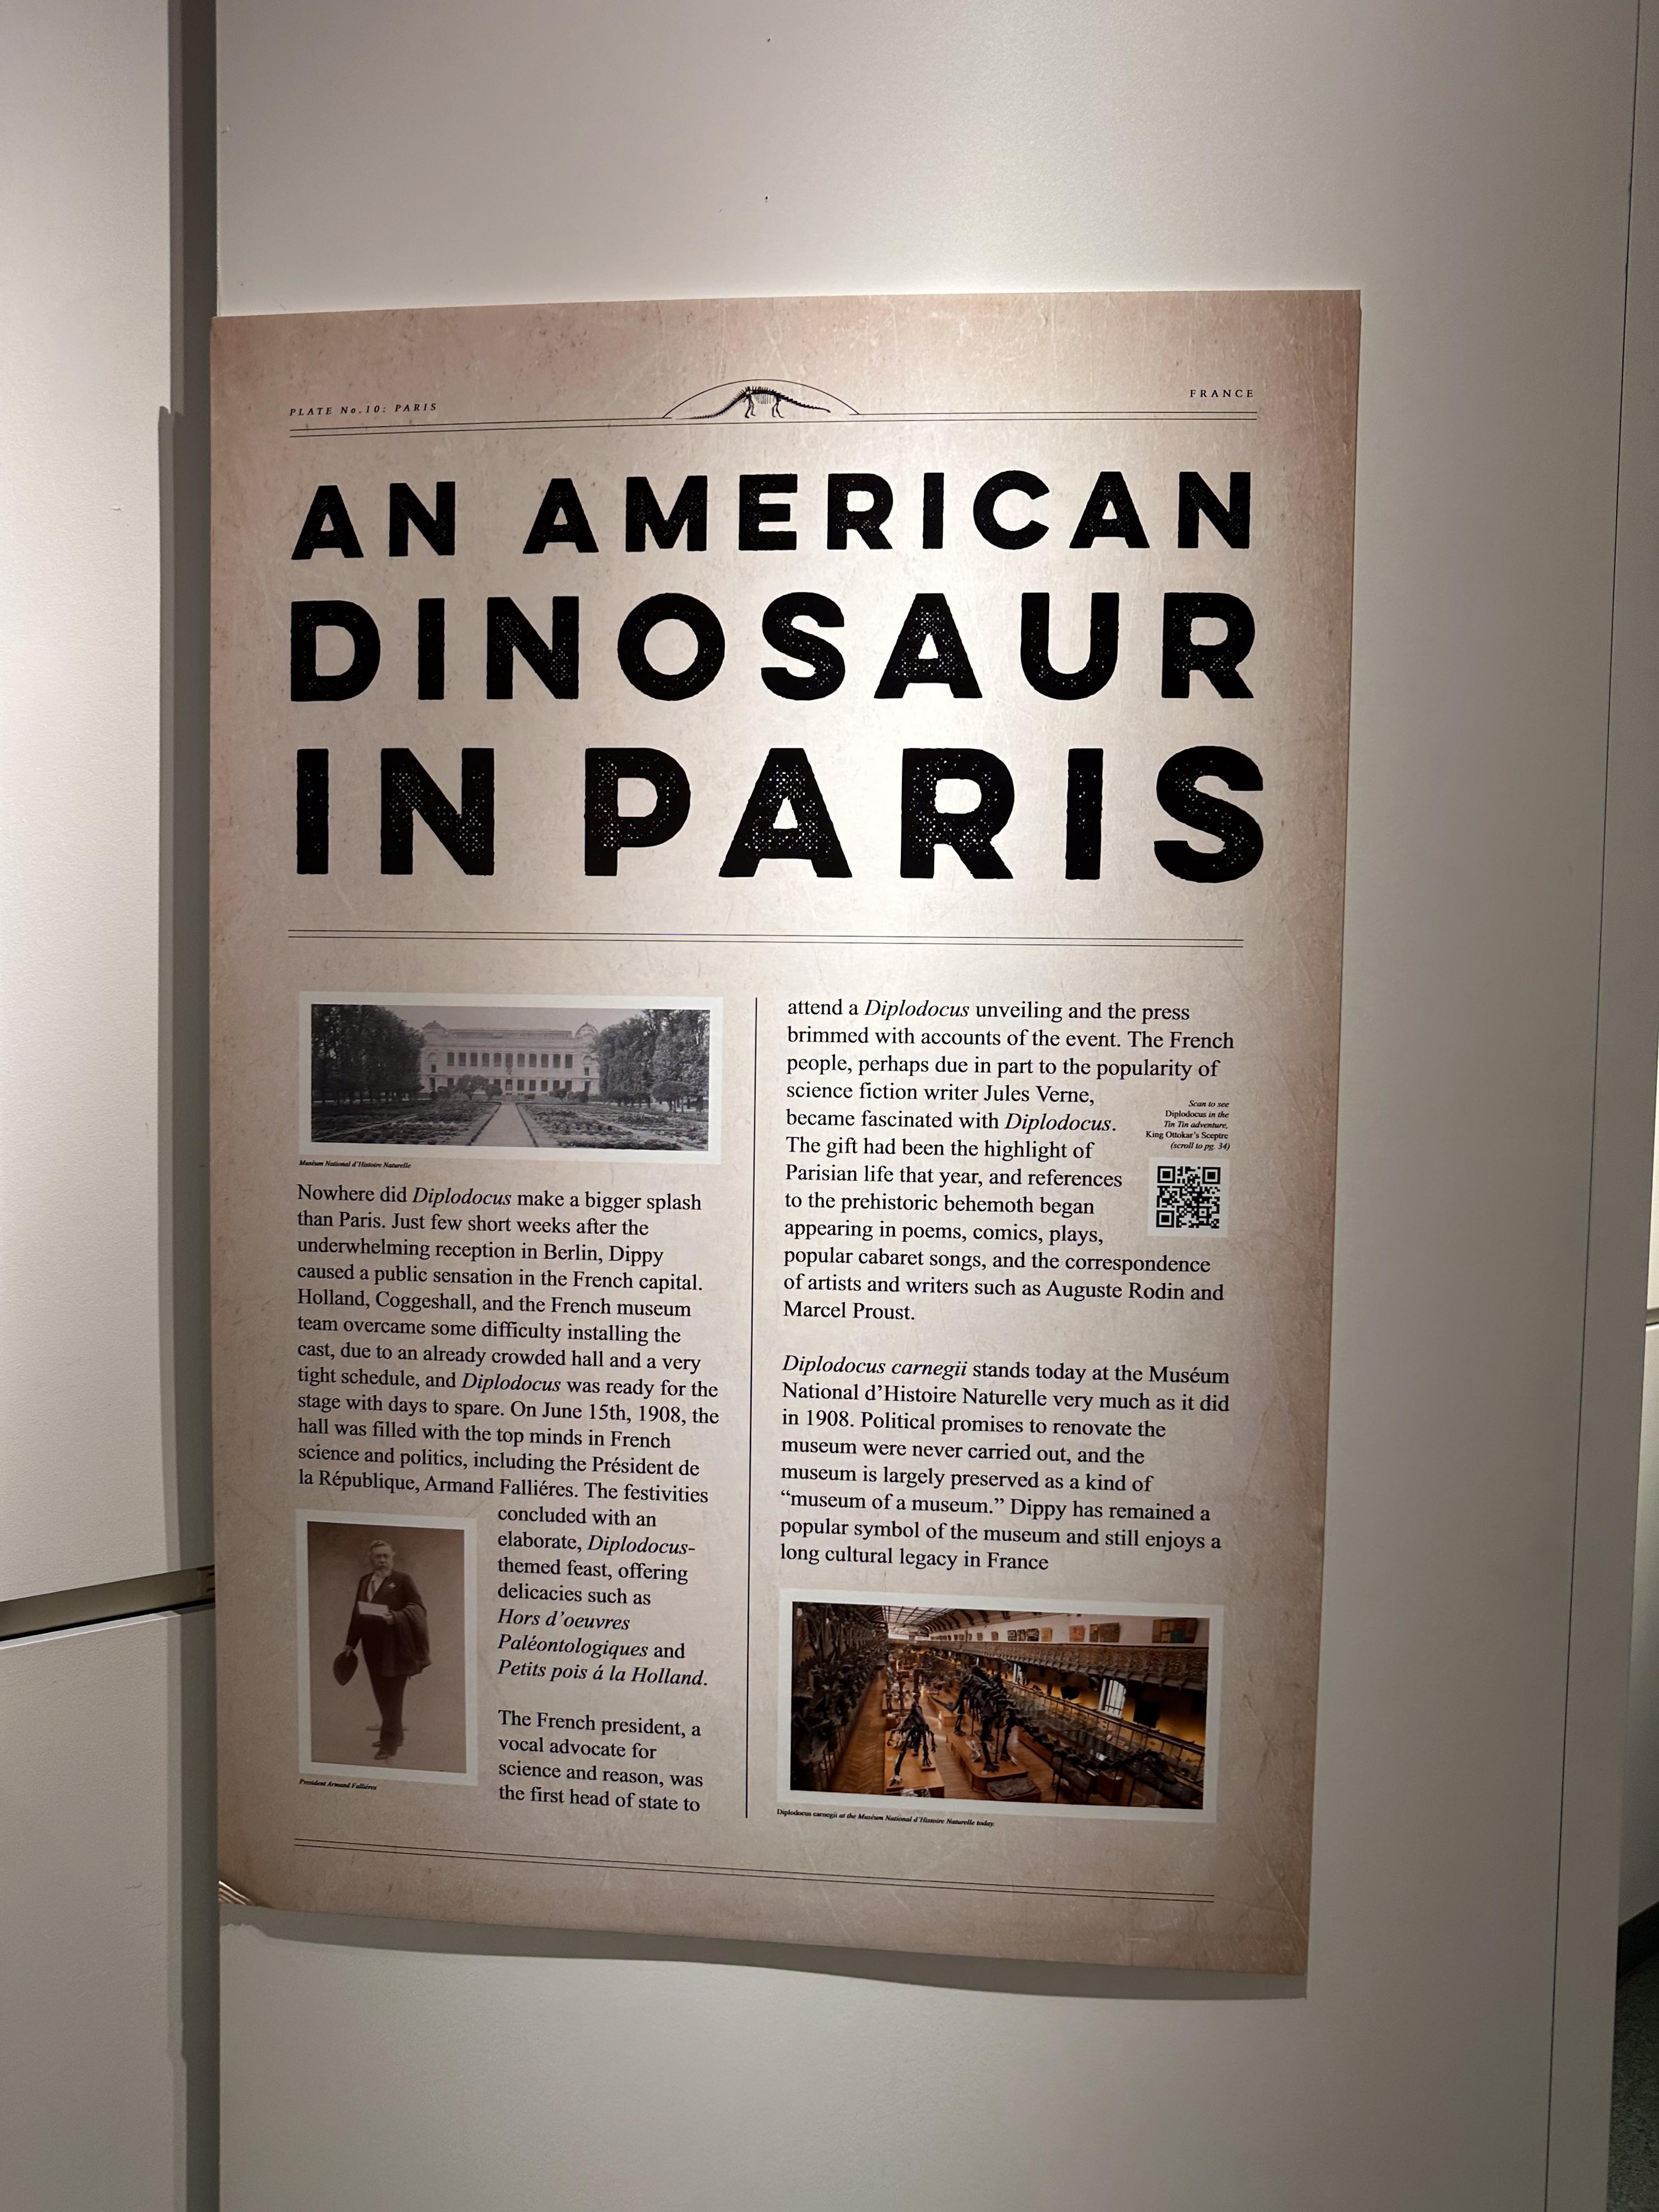 PLATE No.10: PARIS
FRANCE
AN AMERICAN
DINOSAUR
IN PARIS
Muséum National d'Histoire Naturelle
Nowhere did Diplodocus make a bigger splash
than Paris. Just few short weeks after the
underwhelming reception in Berlin, Dippy
caused a public sensation in the French capital.
Holland, Coggeshall, and the French museum
team overcame some difficulty installing the
cast, due to an already crowded hall and a very
tight schedule, and Diplodocus was ready for the
stage with days to spare. On June 15th, 1908, the
hall was filled with the top minds in French
science and politics, including the Président de
la République, Armand Falliéres. The festivities
concluded with an
elaborate, Diplodocus-
themed feast, offering
delicacies such as
Hors d'oeuvres
Paléontologiques and
Petits pois á la Holland.
The French president, a
vocal advocate for
science and reason, was
the first head of state to
President Armand Falliéres
attend a Diplodocus unveiling and the press
brimmed with accounts of the event. The French
people, perhaps due in part to the popularity of
science fiction writer Jules Verne,
became fascinated with Diplodocus.
The gift had been the highlight of
Parisian life that year, and references
to the prehistoric behemoth began
appearing in poems, comics, plays,
popular cabaret songs, and the correspondence
of artists and writers such as Auguste Rodin and
Marcel Proust.
Scan to see
Diplodocus in the
Tin Tin adventure,
King Ottokar's Sceptre
(scroll to pg. 34)
Diplodocus carnegii stands today at the Muséum
National d'Histoire Naturelle very much as it did
in 1908. Political promises to renovate the
museum were never carried out, and the
museum is largely preserved as a kind of
“museum of a museum.” Dippy has remained a
popular symbol of the museum and still enjoys a
long cultural legacy in France
Diplodocus carnegii at the Muséum National d'Histoire Naturelle today.